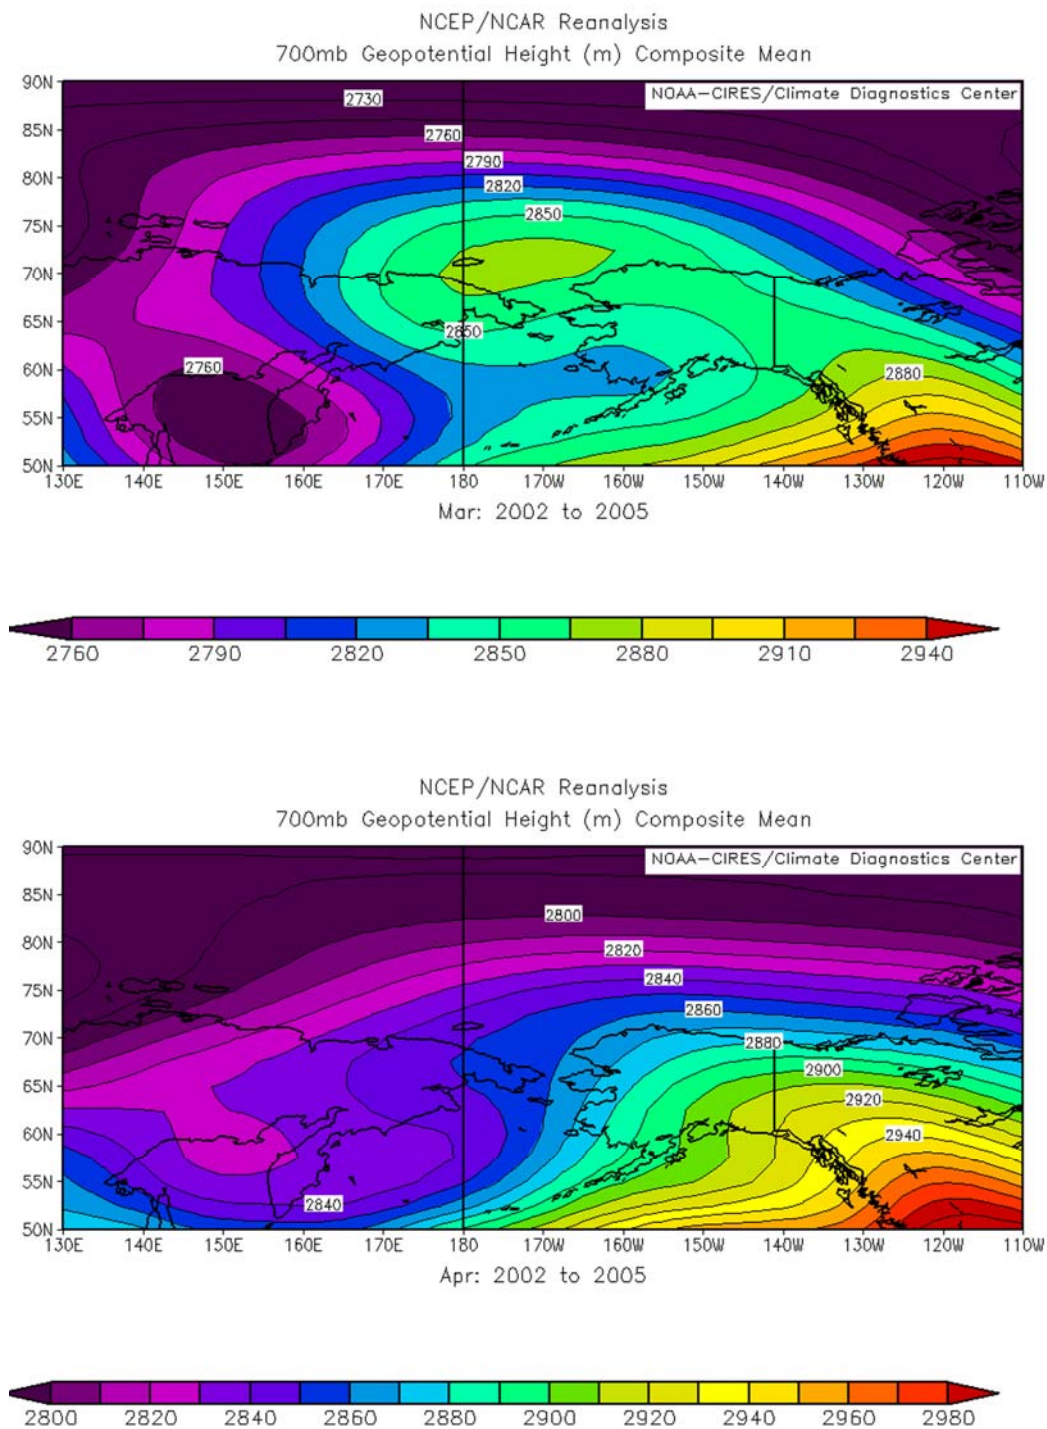 NCEP/NCAR Reanalysis
700mb Geopotential Height (m) Composite Mean
90N
NOAA-CIRES/Climate Diagnostics Center
2730
85N
2760
2790
80N
2820
75N
2850
70N
65N
2850
60N
2760
2880
55N
50N
130E 140E 150E 160E 170E 180 170W 160W 150W 140W 130W 120W 110W
Mar: 2002 to 2005
2760 2790 2820 2850 2880 2910 2940
NCEP/NCAR Reanalysis
700mb Geopotential Height (m) Composite Mean
90N
NOAA-CIRES/Climate Diagnostics Center
85N
2800
80N
2820
2840
75N
2860
70N
2880
2900
65N
2920
60N
2940
55N
2840
50N
130E 140E 150E 160E 170E 180 170W 160W 150W 140W 130W 120W 110W
Apr: 2002 to 2005
2800 2820 2840 2860 2880 2900 2920 2940 2960 2980